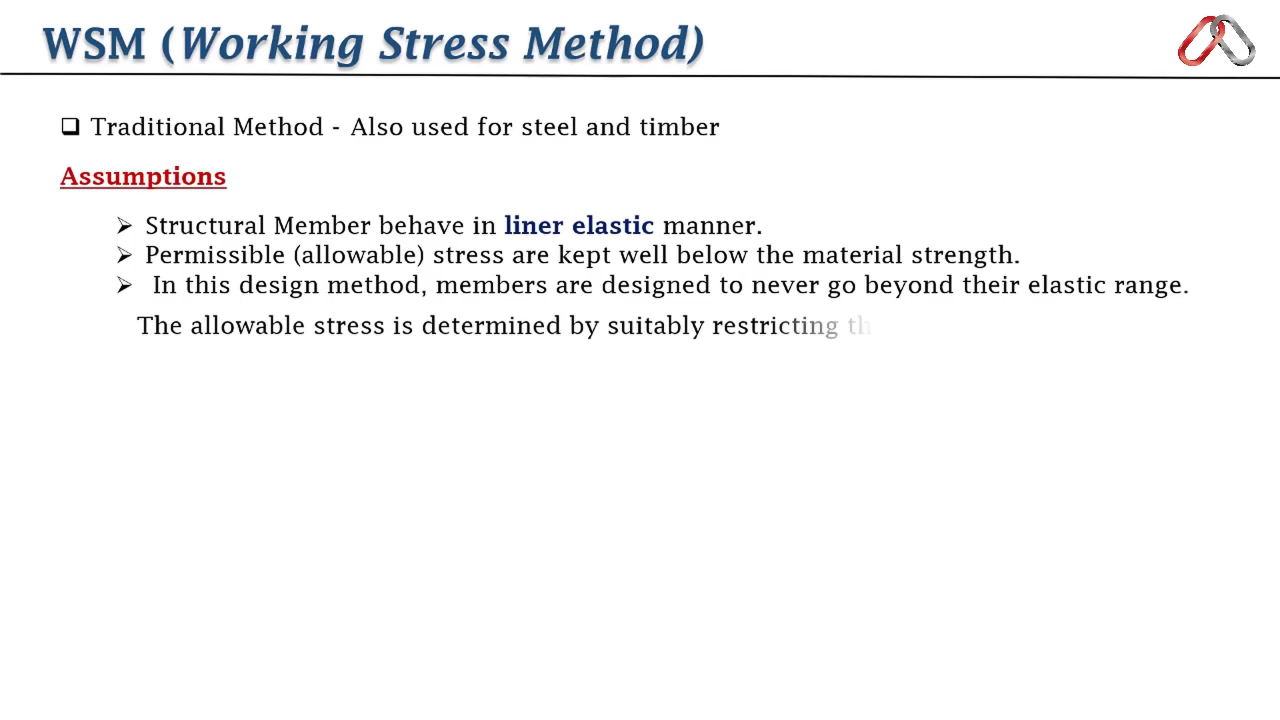 WSM (Working Stress Method)
Traditional Method - Also used for steel and timber
Assumptions
Structural Member behave in liner elastic manner.
Permissible (allowable) stress are kept well below the material strength.
In this design method, members are designed to never go beyond their elastic range.
The allowable stress is determined by suitably restricting